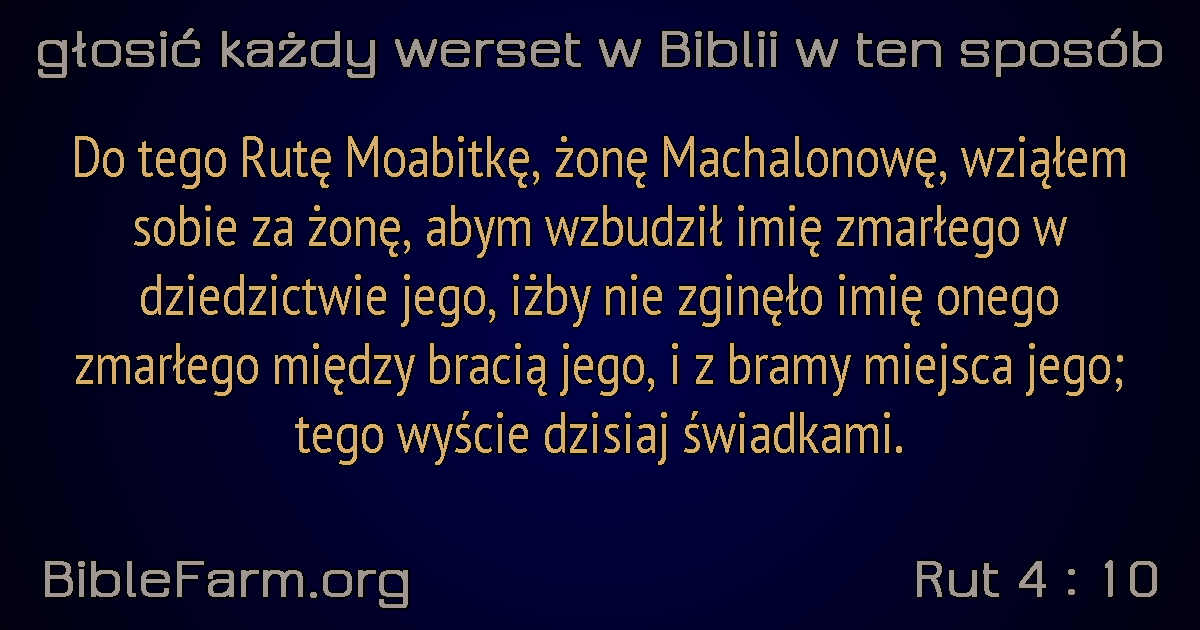 głosić każdy werset w Biblii w ten sposób
Do tego Rutę Moabitkę, żonę Machalonowę, wziąłem
sobie za żonę, abym wzbudził imię zmarłego w
dziedzictwie jego, iżby nie zginęło imię onego
zmarłego między bracią jego, i z bramy miejsca jego;
tego wyście dzisiaj świadkami.
BibleFarm.org
Rut 4 : 10